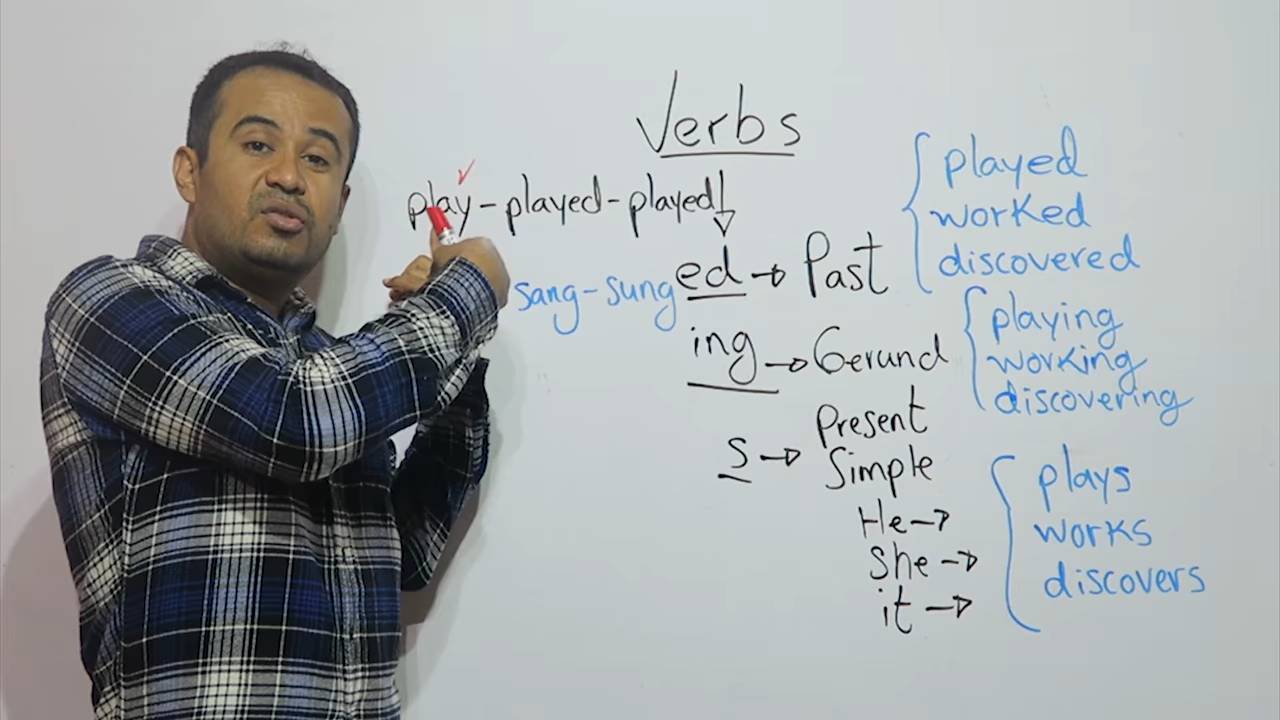 Verbs
play - played - played
sang - sung
ed → Past
ing → Gerund
s → Present
Simple
He →
She →
it →
played
worked
discovered
playing
working
discovering
plays
works
discovers